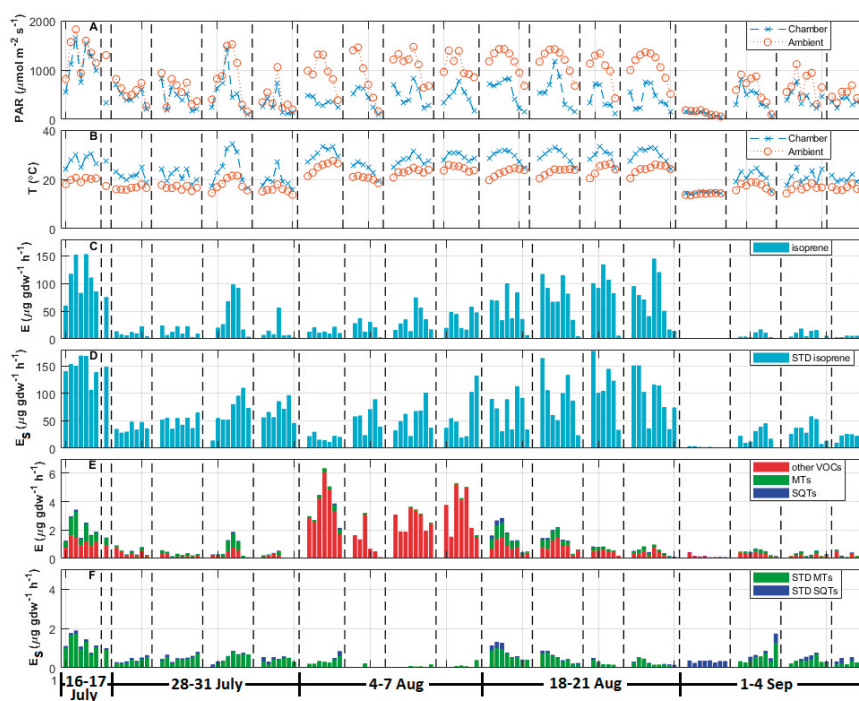 A
PAR (µmol m⁻² s⁻¹)
2000
1000
0
Chamber
Ambient
B
T (°C)
40
20
0
Chamber
Ambient
C
E (µg gdw⁻¹ h⁻¹)
150
100
50
0
isoprene
D
E_S (µg gdw⁻¹ h⁻¹)
150
100
50
0
STD isoprene
E
E (µg gdw⁻¹ h⁻¹)
6
4
2
0
other VOCs
MTs
SQTs
F
E_S (µg gdw⁻¹ h⁻¹)
4
2
0
STD MTs
STD SQTs
16-17 July
28-31 July
4-7 Aug
18-21 Aug
1-4 Sep